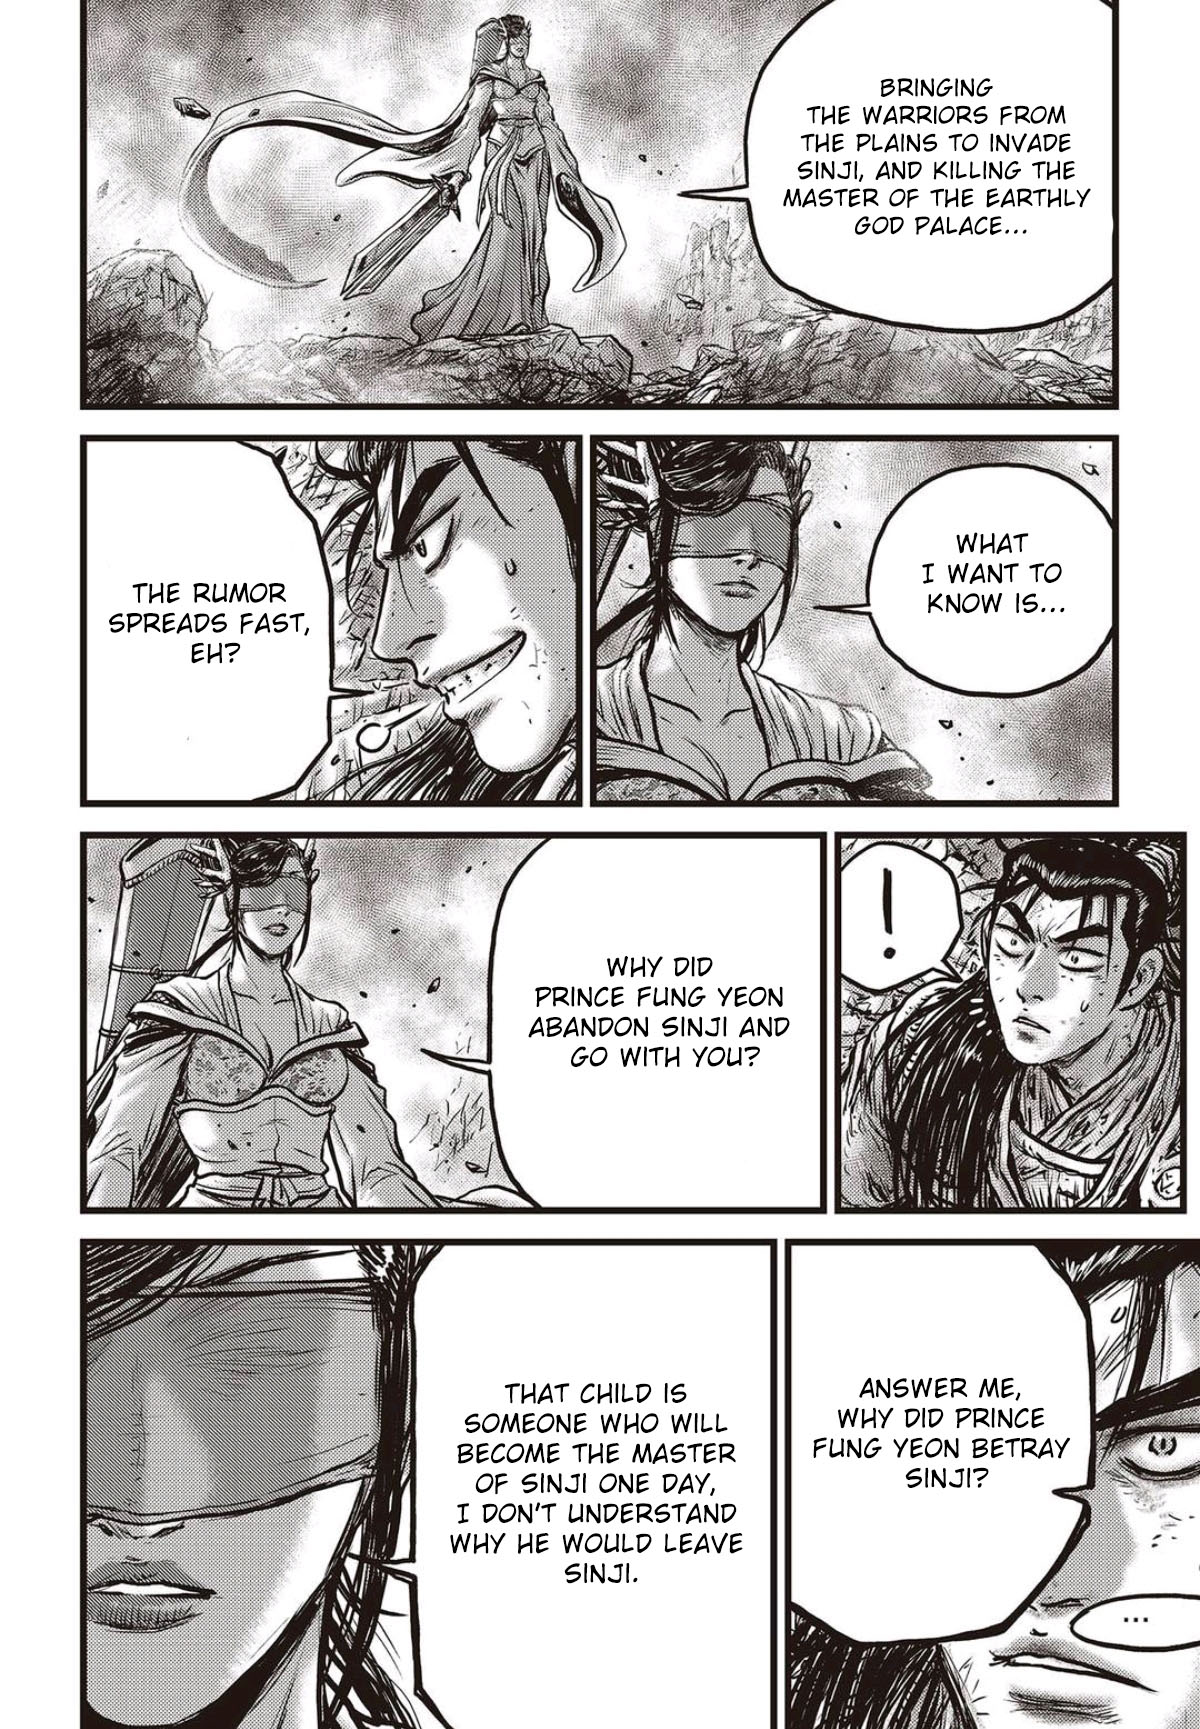 BRINGING
THE WARRIORS FROM
THE PLAINS TO INVADE
SINJI, AND KILLING THE
MASTER OF THE EARTHLY
GOD PALACE...
WHAT
I WANT TO
KNOW IS...
THE RUMOR
SPREADS FAST,
EH?
!
WHY DID
PRINCE FUNG YEON
ABANDON SINJI AND
GO WITH YOU?
ANSWER ME,
WHY DID PRINCE
FUNG YEON BETRAY
SINJI?
...
THAT CHILD IS
SOMEONE WHO WILL
BECOME THE MASTER
OF SINJI ONE DAY,
I DON'T UNDERSTAND
WHY HE WOULD LEAVE
SINJI.